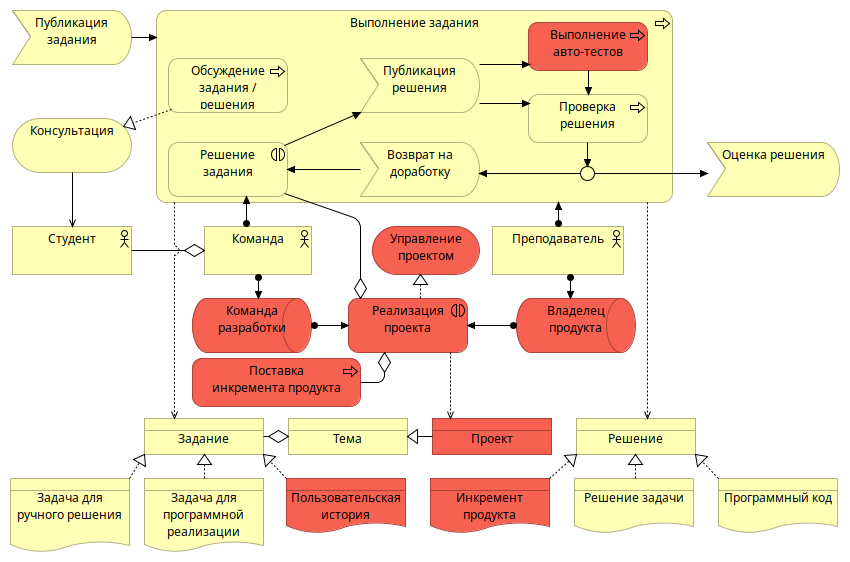 Публикация
задания
Выполнение задания
Выполнение
авто-тестов
Обсуждение
задания /
решения
Публикация
решения
Проверка
решения
Консультация
Решение
задания
Возврат на
доработку
Оценка решения
Студент
Команда
Управление
проектом
Преподаватель
Команда
разработки
Реализация
проекта
Владелец
продукта
Поставка
инкремента продукта
Задание
Тема
Проект
Решение
Задача для
ручного решения
Задача для
программной
реализации
Пользовательская
история
Инкремент
продукта
Решение задачи
Программный код